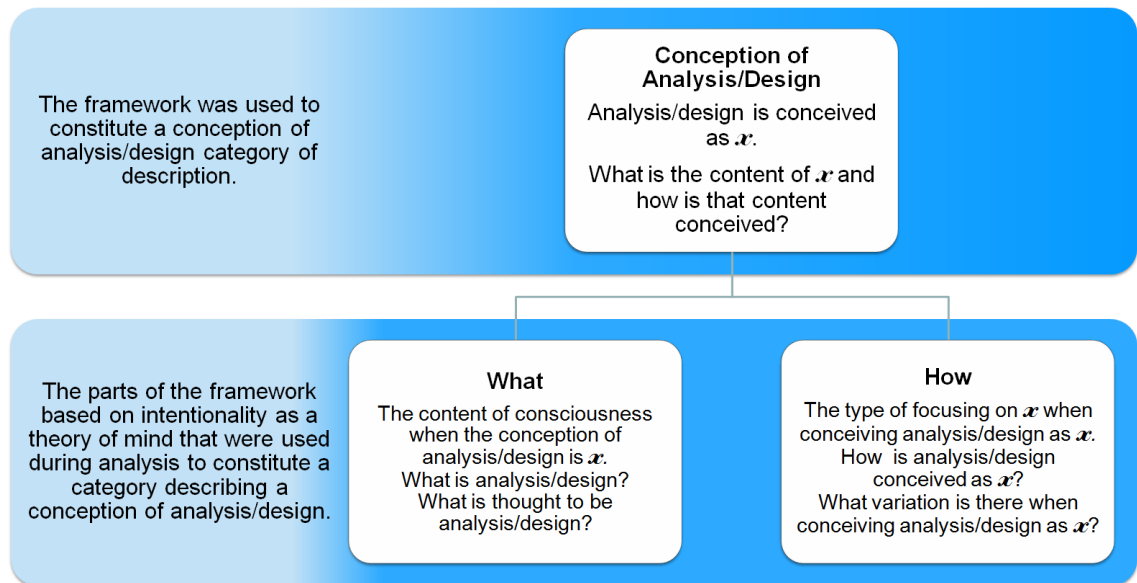 The framework was used to
constitute a conception of
analysis/design category of
description.
Conception of
Analysis/Design
Analysis/design is conceived
as x.
What is the content of x and
how is that content
conceived?
The parts of the framework
based on intentionality as a
theory of mind that were used
during analysis to constitute a
category describing a
conception of analysis/design.
What
The content of consciousness
when the conception of
analysis/design is x.
What is analysis/design?
What is thought to be
analysis/design?
How
The type of focusing on x when
conceiving analysis/design as x.
How is analysis/design
conceived as x?
What variation is there when
conceiving analysis/design as x?